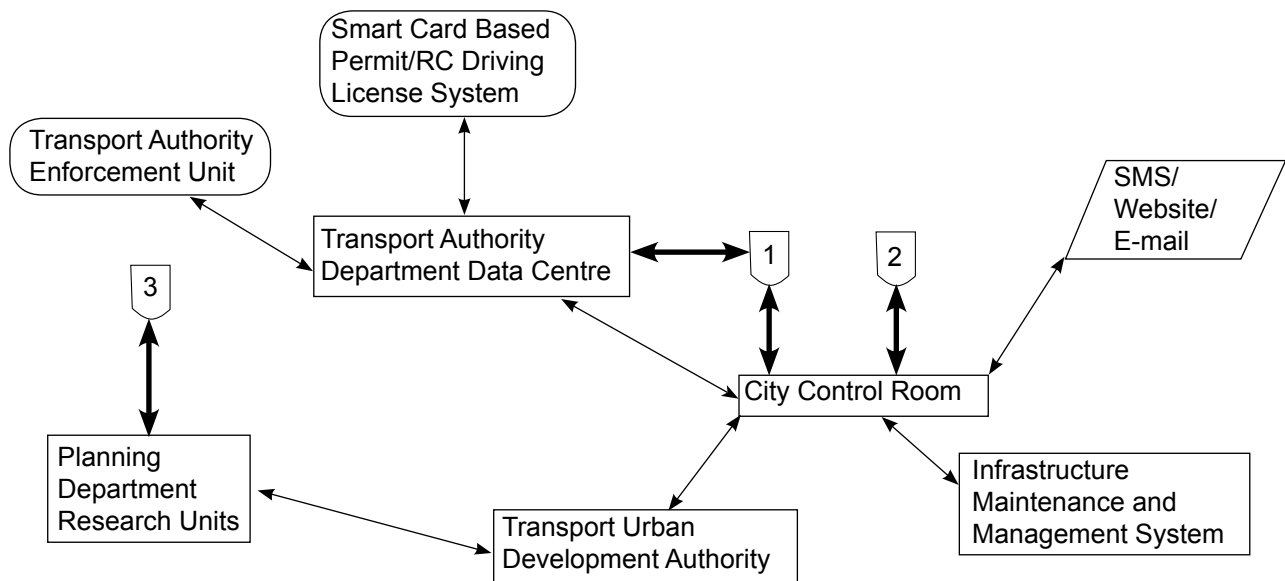 Smart Card Based
Permit/RC Driving
License System
Transport Authority
Enforcement Unit
SMS/
Website/
E-mail
Transport Authority
Department Data Centre
1
2
3
City Control Room
Planning
Department
Research Units
Infrastructure
Maintenance and
Management System
Transport Urban
Development Authority